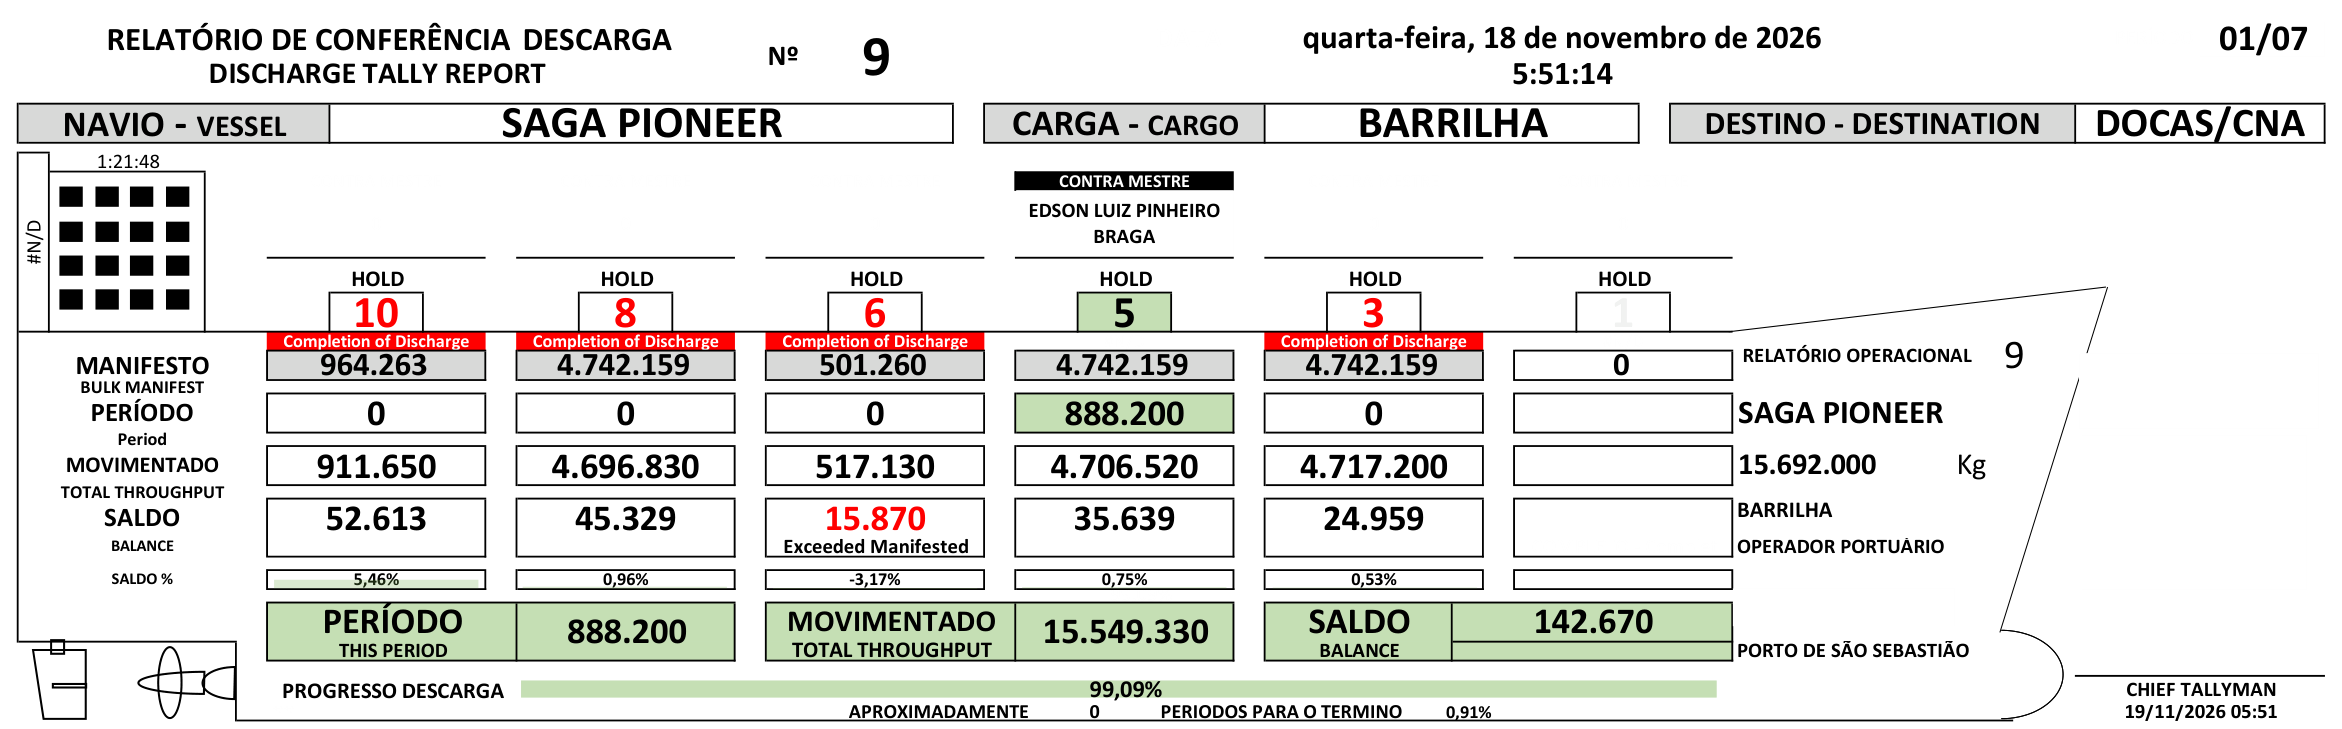 RELATÓRIO DE CONFERÊNCIA DESCARGA
DISCHARGE TALLY REPORT
Nº 9
quarta-feira, 18 de novembro de 2026
5:51:14
01/07
NAVIO - VESSEL SAGA PIONEER CARGA - CARGO BARRILHA DESTINO - DESTINATION DOCAS/CNA
1:21:48
#N/D
CONTRA MESTRE
EDSON LUIZ PINHEIRO
BRAGA
HOLD HOLD HOLD HOLD HOLD HOLD
10 8 6 5 3 1
Completion of Discharge Completion of Discharge Completion of Discharge Completion of Discharge
MANIFESTO 964.263 4.742.159 501.260 4.742.159 4.742.159 0 RELATÓRIO OPERACIONAL 9
BULK MANIFEST
PERÍODO 0 0 0 888.200 0 SAGA PIONEER
Period
MOVIMENTADO 911.650 4.696.830 517.130 4.706.520 4.717.200 15.692.000 Kg
TOTAL THROUGHPUT
SALDO 52.613 45.329 15.870 35.639 24.959 BARRILHA
BALANCE Exceeded Manifested OPERADOR PORTUÁRIO
SALDO % 5,46% 0,96% -3,17% 0,75% 0,53%
PERÍODO 888.200 MOVIMENTADO 15.549.330 SALDO 142.670
THIS PERIOD TOTAL THROUGHPUT BALANCE PORTO DE SÃO SEBASTIÃO
PROGRESSO DESCARGA 99,09%
APROXIMADAMENTE 0 PERIODOS PARA O TERMINO 0,91%
CHIEF TALLYMAN
19/11/2026 05:51